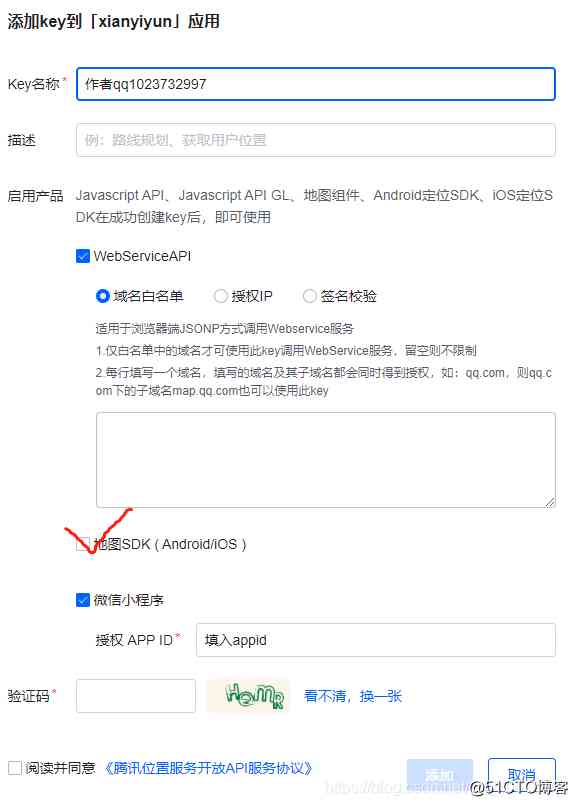 添加key到「xianyiyun」应用
Key名称* 作者qq1023732997
描述 例：路线规划、获取用户位置
启用产品 Javascript API、Javascript API GL、地图组件、Android定位SDK、iOS定位S
DK在成功创建key后，即可使用
WebServiceAPI
域名白名单 授权IP 签名校验
适用于浏览器端JSONP方式调用Webservice服务
1.仅白名单中的域名才可使用此key调用WebService服务，留空则不限制
2.每行填写一个域名，填写的域名及其子域名都会同时得到授权，如：qq.com，则qq.c
om下的子域名map.qq.com也可以使用此key
地图SDK ( Android/iOS )
微信小程序
授权 APP ID* 填入appid
验证码* 看不清，换一张
阅读并同意《腾讯位置服务开放API服务协议》 添加 取消
@51CTO博客